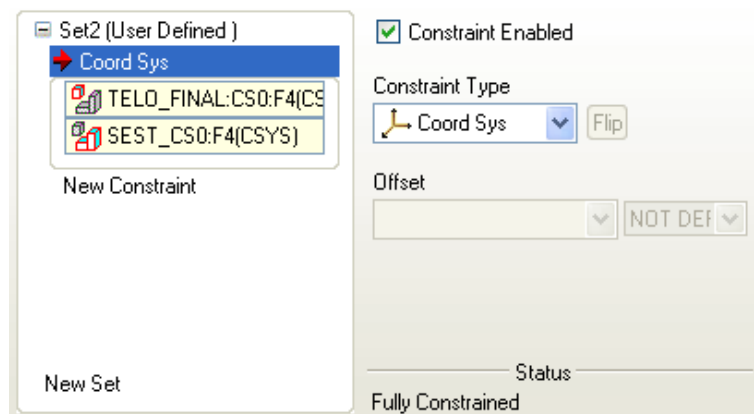 Set2 (User Defined )
Coord Sys
TELO_FINAL:CS0:F4(CS
SEST_CS0:F4(CSYS)
New Constraint
New Set
Constraint Enabled
Constraint Type
Coord Sys
Flip
Offset
NOT DEF
Status
Fully Constrained